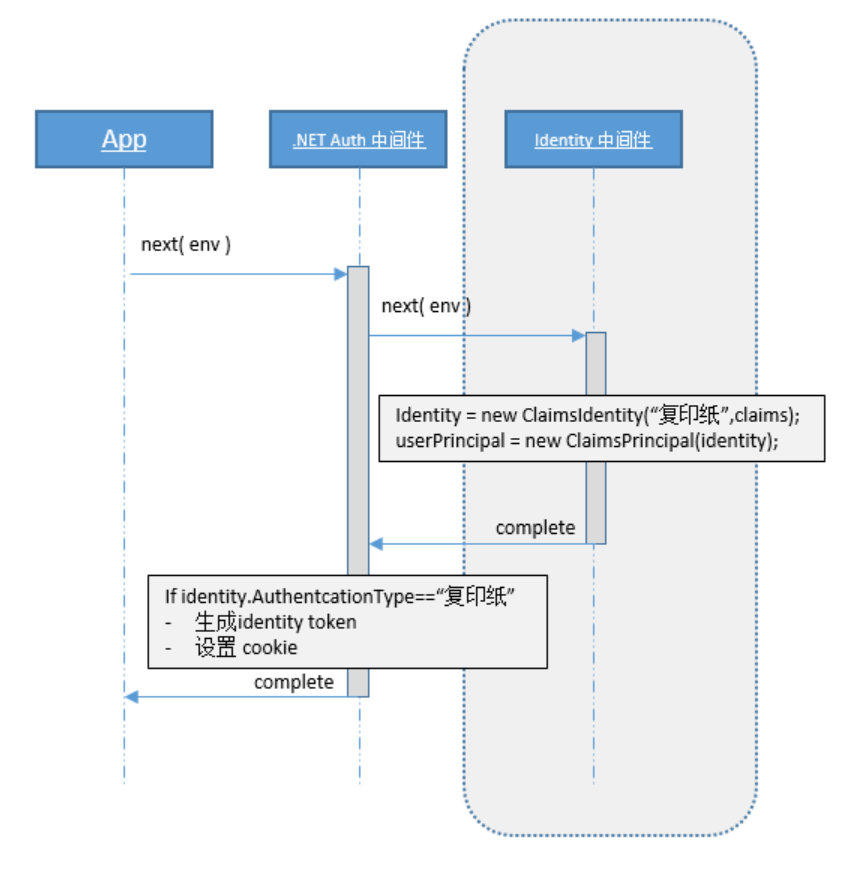 App
.NET Auth 中间件
Identity 中间件
next( env )
next( env )
Identity = new ClaimsIdentity(“复印纸”,claims);
userPrincipal = new ClaimsPrincipal(identity);
complete
If identity.AuthentcationType==“复印纸”
- 生成identity token
- 设置 cookie
complete